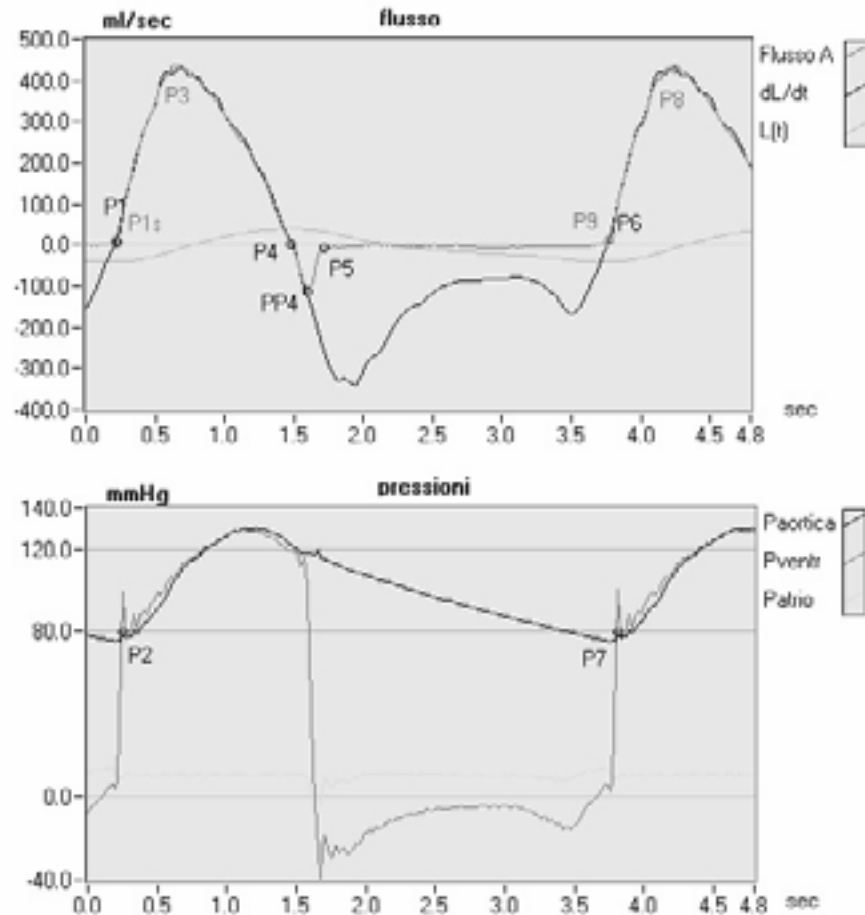 ml/sec flusso
500.0
400.0
300.0
200.0
100.0
0.0
-100.0
-200.0
-300.0
-400.0
P3
P8
P1
P1s
P4
PP4
P5
P9
P6
Flusso A
dL/dt
L(t)
0.0 0.5 1.0 1.5 2.0 2.5 3.0 3.5 4.0 4.5 4.8
sec
mmHg pressioni
140.0
120.0
80.0
0.0
-40.0
P2
P7
Paortica
Pventr
Patrio
0.0 0.5 1.0 1.5 2.0 2.5 3.0 3.5 4.0 4.5 4.8
sec